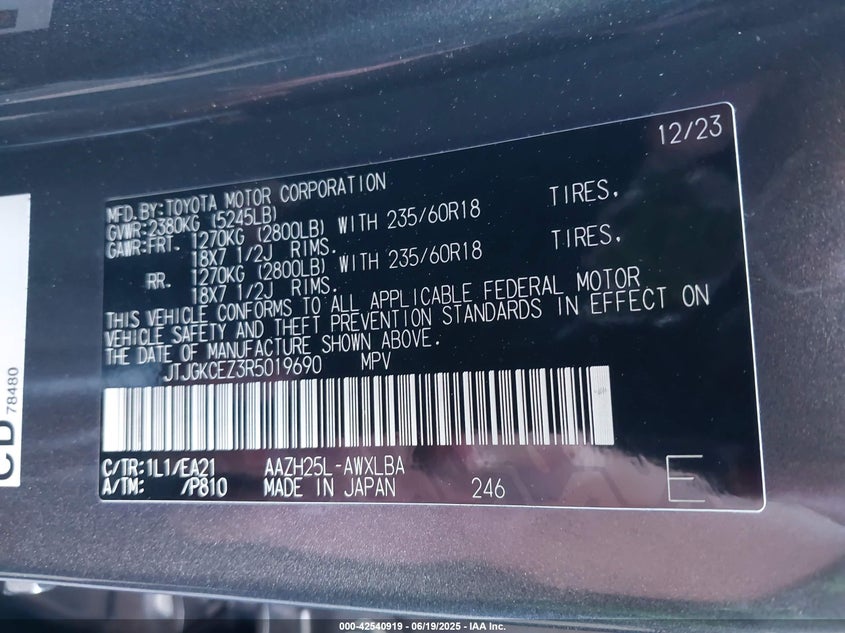 12/23
MFD.BY:TOYOTA MOTOR CORPORATION
GVWR:2380KG (5245LB)
GAWR:FRT. 1270KG (2800LB) WITH 235/60R18 TIRES,
18X7 1/2J RIMS.
RR. 1270KG (2800LB) WITH 235/60R18 TIRES,
18X7 1/2J RIMS.
THIS VEHICLE CONFORMS TO ALL APPLICABLE FEDERAL MOTOR
VEHICLE SAFETY AND THEFT PREVENTION STANDARDS IN EFFECT ON
THE DATE OF MANUFACTURE SHOWN ABOVE.
JTJGKCEZ3R5019690 MPV
C/TR:1L1/EA21 AAZH25L-AWXLBA
A/TM: /P810 MADE IN JAPAN 246 E
CD 78480
000-42540919 - 06/19/2025 - IAA Inc.